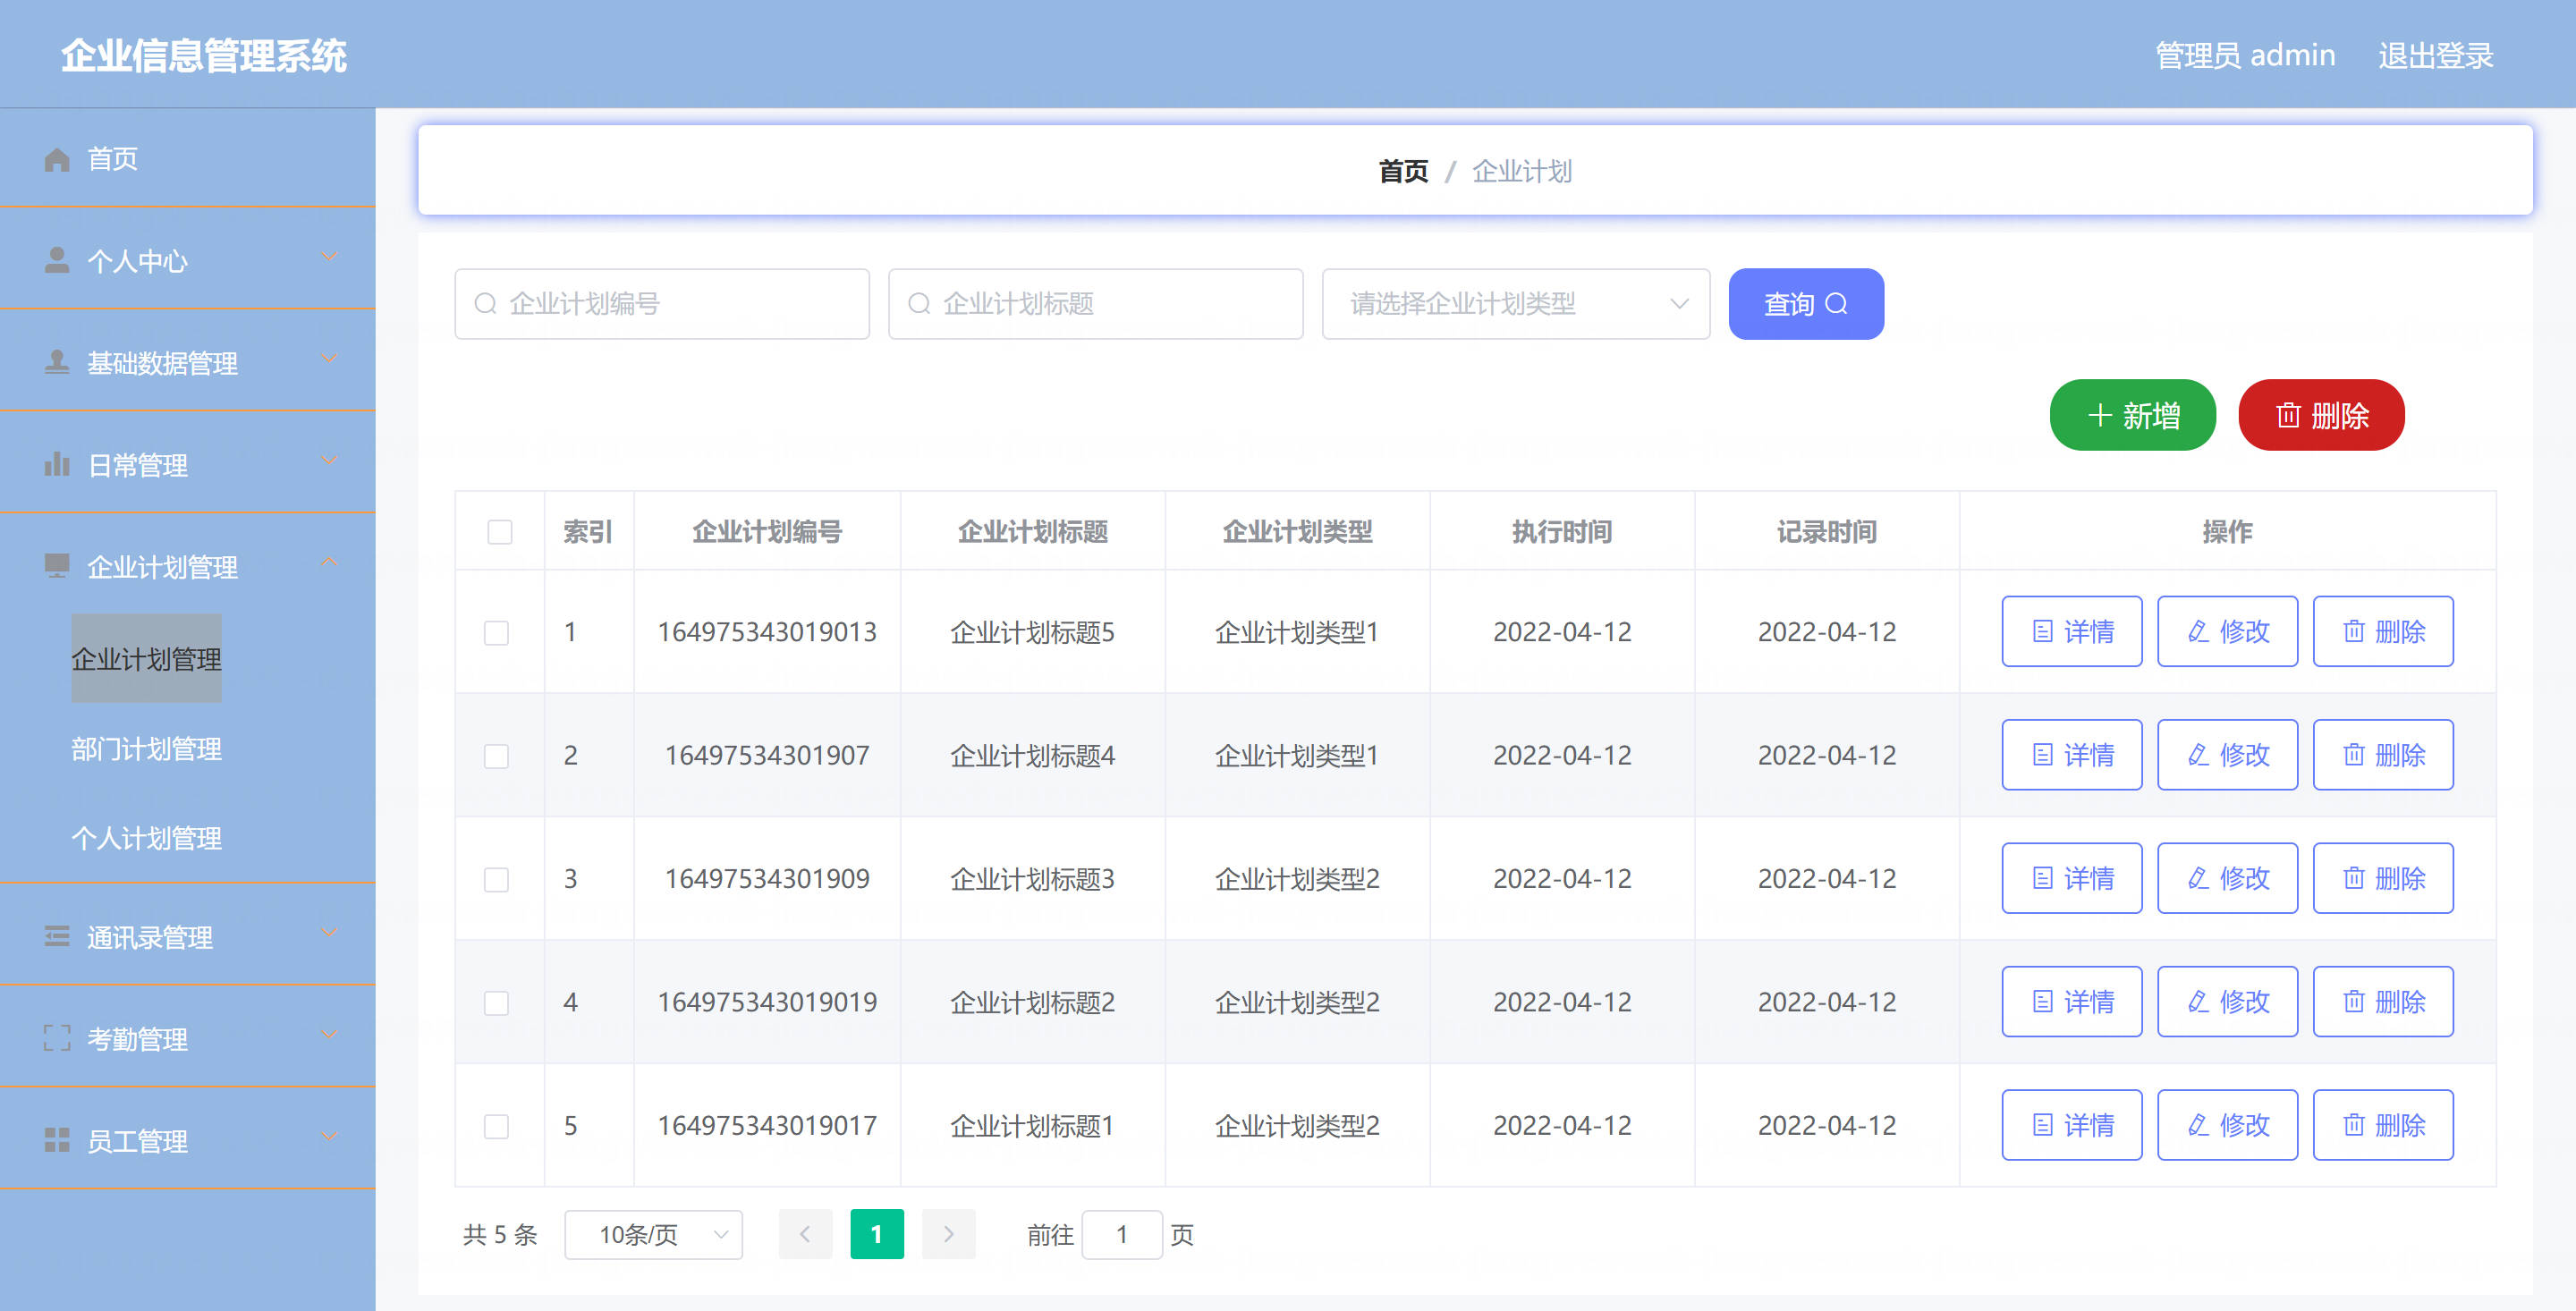 企业信息管理系统
管理员 admin 退出登录
首页
个人中心
基础数据管理
日常管理
企业计划管理
企业计划管理
部门计划管理
个人计划管理
通讯录管理
考勤管理
员工管理
首页 / 企业计划
企业计划编号 企业计划标题 请选择企业计划类型 查询
新增 删除
索引 企业计划编号 企业计划标题 企业计划类型 执行时间 记录时间 操作
1 164975343019013 企业计划标题5 企业计划类型1 2022-04-12 2022-04-12 详情 修改 删除
2 16497534301907 企业计划标题4 企业计划类型1 2022-04-12 2022-04-12 详情 修改 删除
3 16497534301909 企业计划标题3 企业计划类型2 2022-04-12 2022-04-12 详情 修改 删除
4 164975343019019 企业计划标题2 企业计划类型2 2022-04-12 2022-04-12 详情 修改 删除
5 164975343019017 企业计划标题1 企业计划类型2 2022-04-12 2022-04-12 详情 修改 删除
共 5 条 10条/页 1 前往 1 页